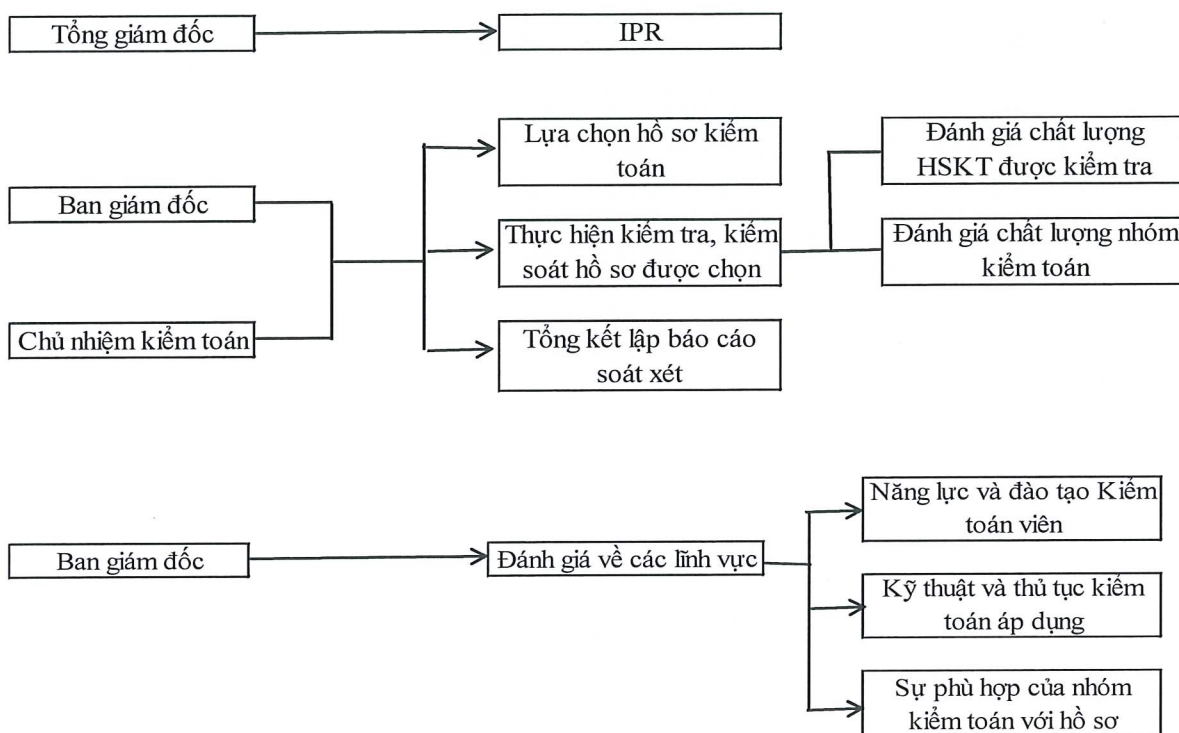 Tổng giám đốc
IPR
Lựa chọn hồ sơ kiểm
toán
Đánh giá chất lượng
HSKT được kiểm tra
Ban giám đốc
Thực hiện kiểm tra, kiểm
soát hồ sơ được chọn
Đánh giá chất lượng nhóm
kiểm toán
Chủ nhiệm kiểm toán
Tổng kết lập báo cáo
soát xét
Năng lực và đào tạo Kiểm
toán viên
Ban giám đốc
Đánh giá về các lĩnh vực
Kỹ thuật và thủ tục kiểm
toán áp dụng
Sự phù hợp của nhóm
kiểm toán với hồ sơ